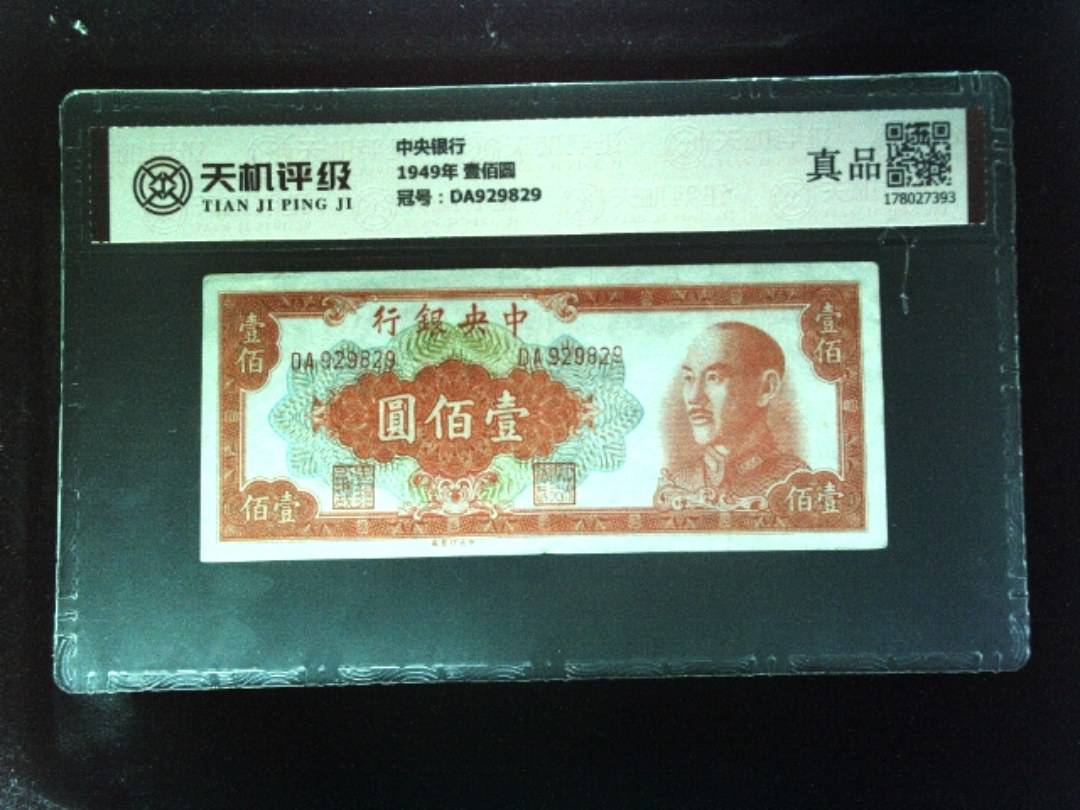 天机评级
TIAN JI PING JI
中央银行
1949年 壹佰圆
冠号：DA929829
真品
178027393
行銀央中
壹佰
壹佰
DA929829
DA929829
圓佰壹
佰壹
佰壹